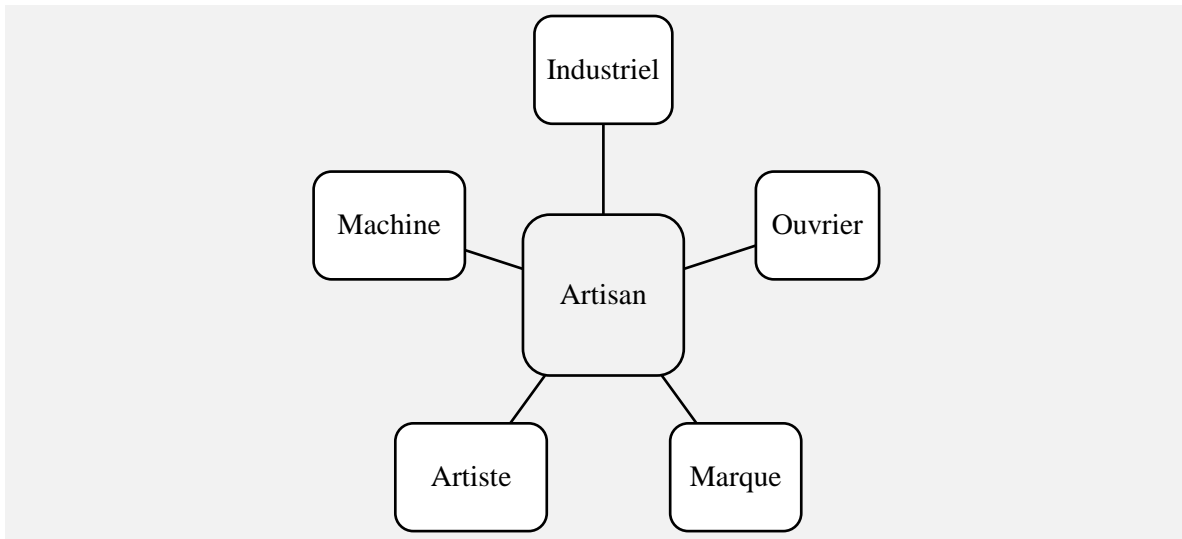 Industriel
Machine
Ouvrier
Artisan
Artiste
Marque